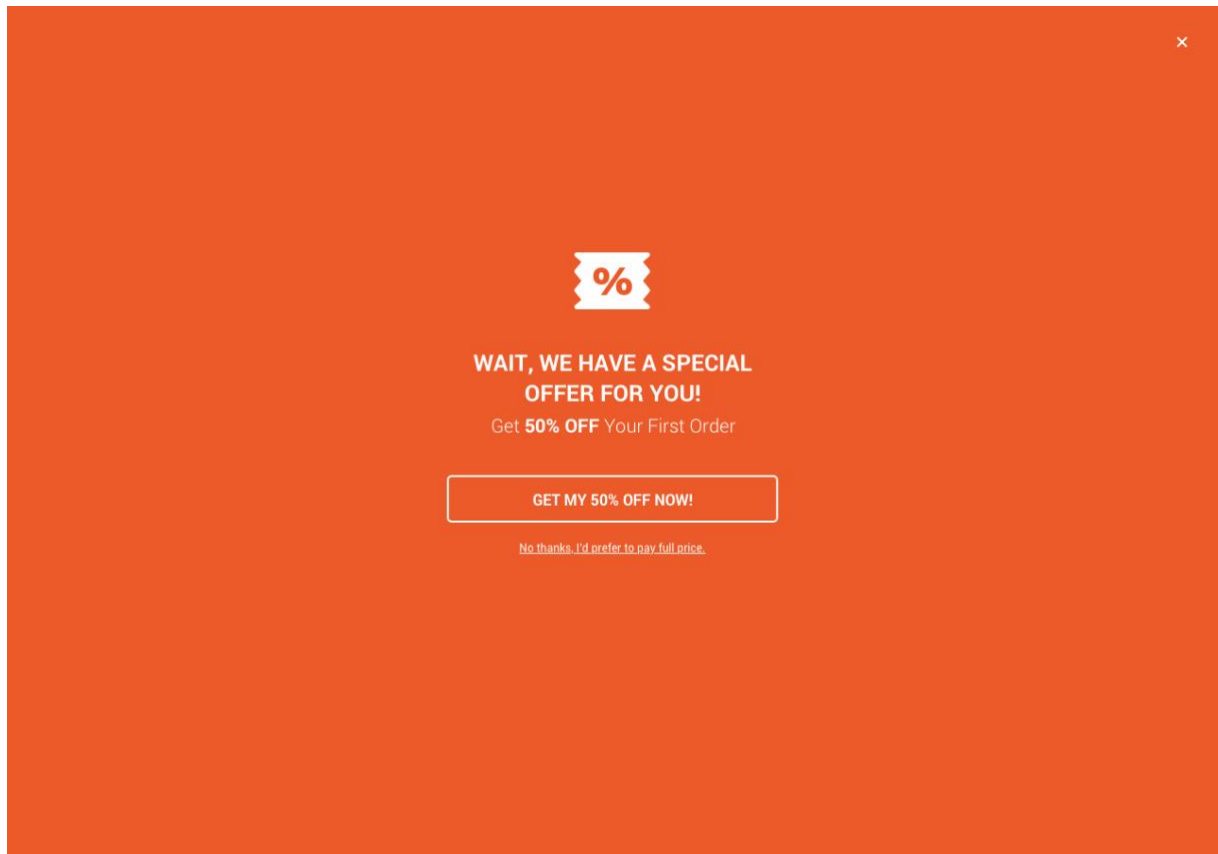 ×
%
WAIT, WE HAVE A SPECIAL
OFFER FOR YOU!
Get 50% OFF Your First Order
GET MY 50% OFF NOW!
No thanks, I'd prefer to pay full price.